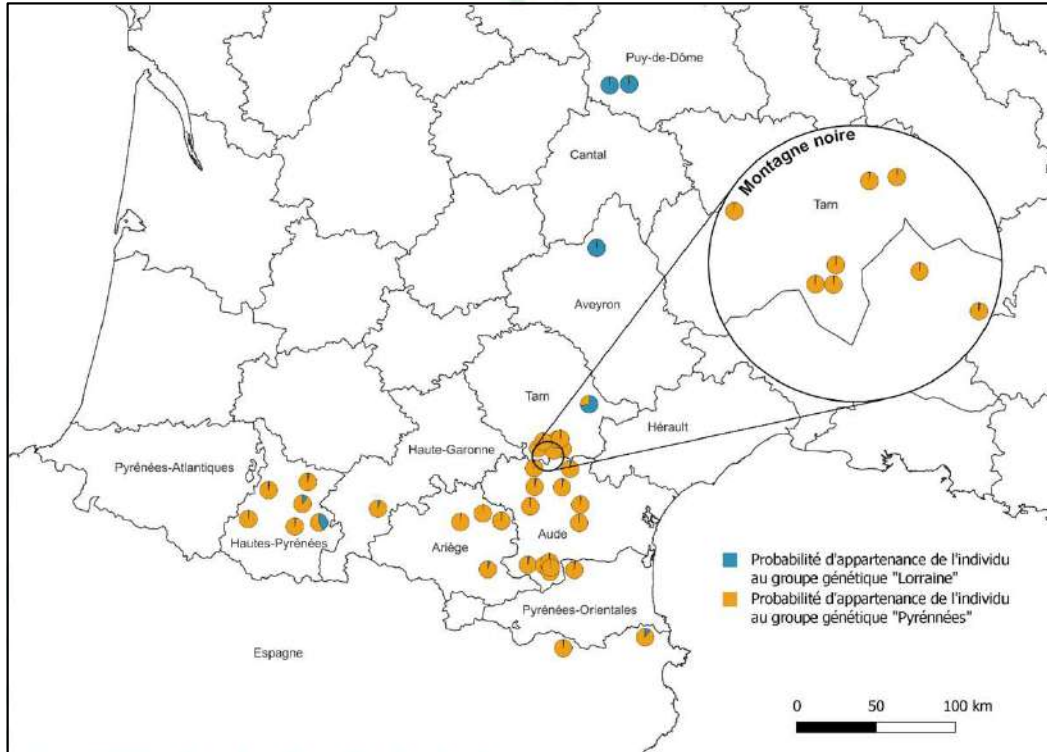 Puy-de-Dôme
Montagne noire
Cantal
Tarn
Aveyron
Tarn
Hérault
Haute-Garonne
Pyrénées-Atlantiques
Hautes-Pyrénées
Ariège
Aude
Probabilité d'appartenance de l'individu
au groupe génétique "Lorraine"
Probabilité d'appartenance de l'individu
au groupe génétique "Pyrénnées"
Pyrénées-Orientales
Espagne
0 50 100 km